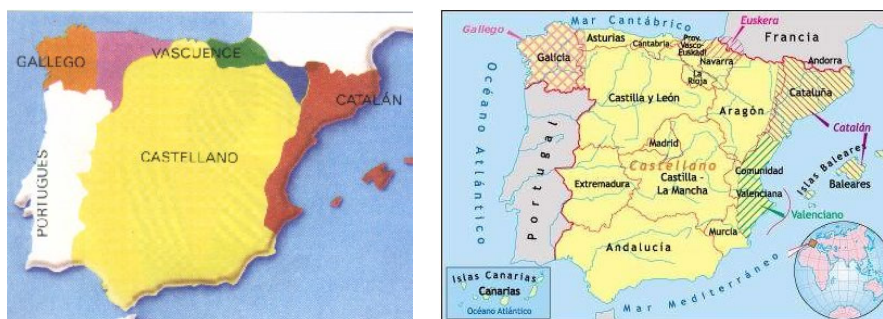 GALLEGO
VASCUENCE
CATALÁN
CASTELLANO
PORTUGUÉS
Mar Cantábrico
Gallego
Euskera
Francia
Asturias
Cantabria
Prov.
Vasco-
Euskadi
Navarra
Andorra
Galicia
La
Rioja
Cataluña
Castilla y León
Aragón
Catalán
Océano Atlántico
Portugal
Madrid
Castellano
Islas Baleares
Baleares
Extremadura
Castilla -
La Mancha
Comunidad
Valenciana
Valenciano
Murcia
Andalucía
Islas Canarias
Canarias
Océano Atlántico
Mar Mediterráneo